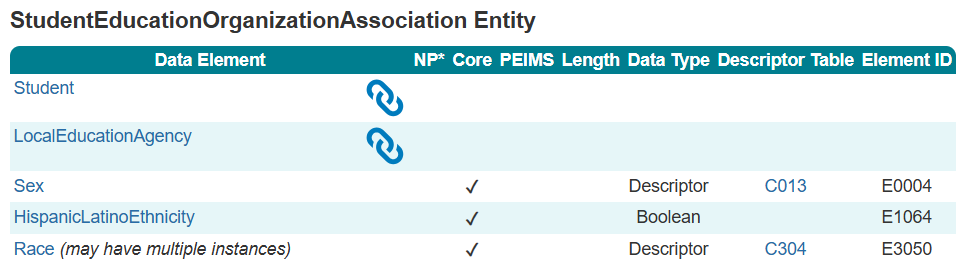 StudentEducationOrganizationAssociation Entity
Data Element NP* Core PEIMS Length Data Type Descriptor Table Element ID
Student
LocalEducationAgency
Sex ✓ Descriptor C013 E0004
HispanicLatinoEthnicity ✓ Boolean E1064
Race (may have multiple instances) ✓ Descriptor C304 E3050